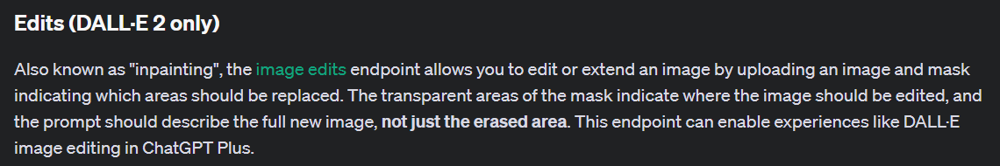 Edits (DALL·E 2 only)
Also known as "inpainting", the image edits endpoint allows you to edit or extend an image by uploading an image and mask
indicating which areas should be replaced. The transparent areas of the mask indicate where the image should be edited, and
the prompt should describe the full new image, not just the erased area. This endpoint can enable experiences like DALL·E
image editing in ChatGPT Plus.